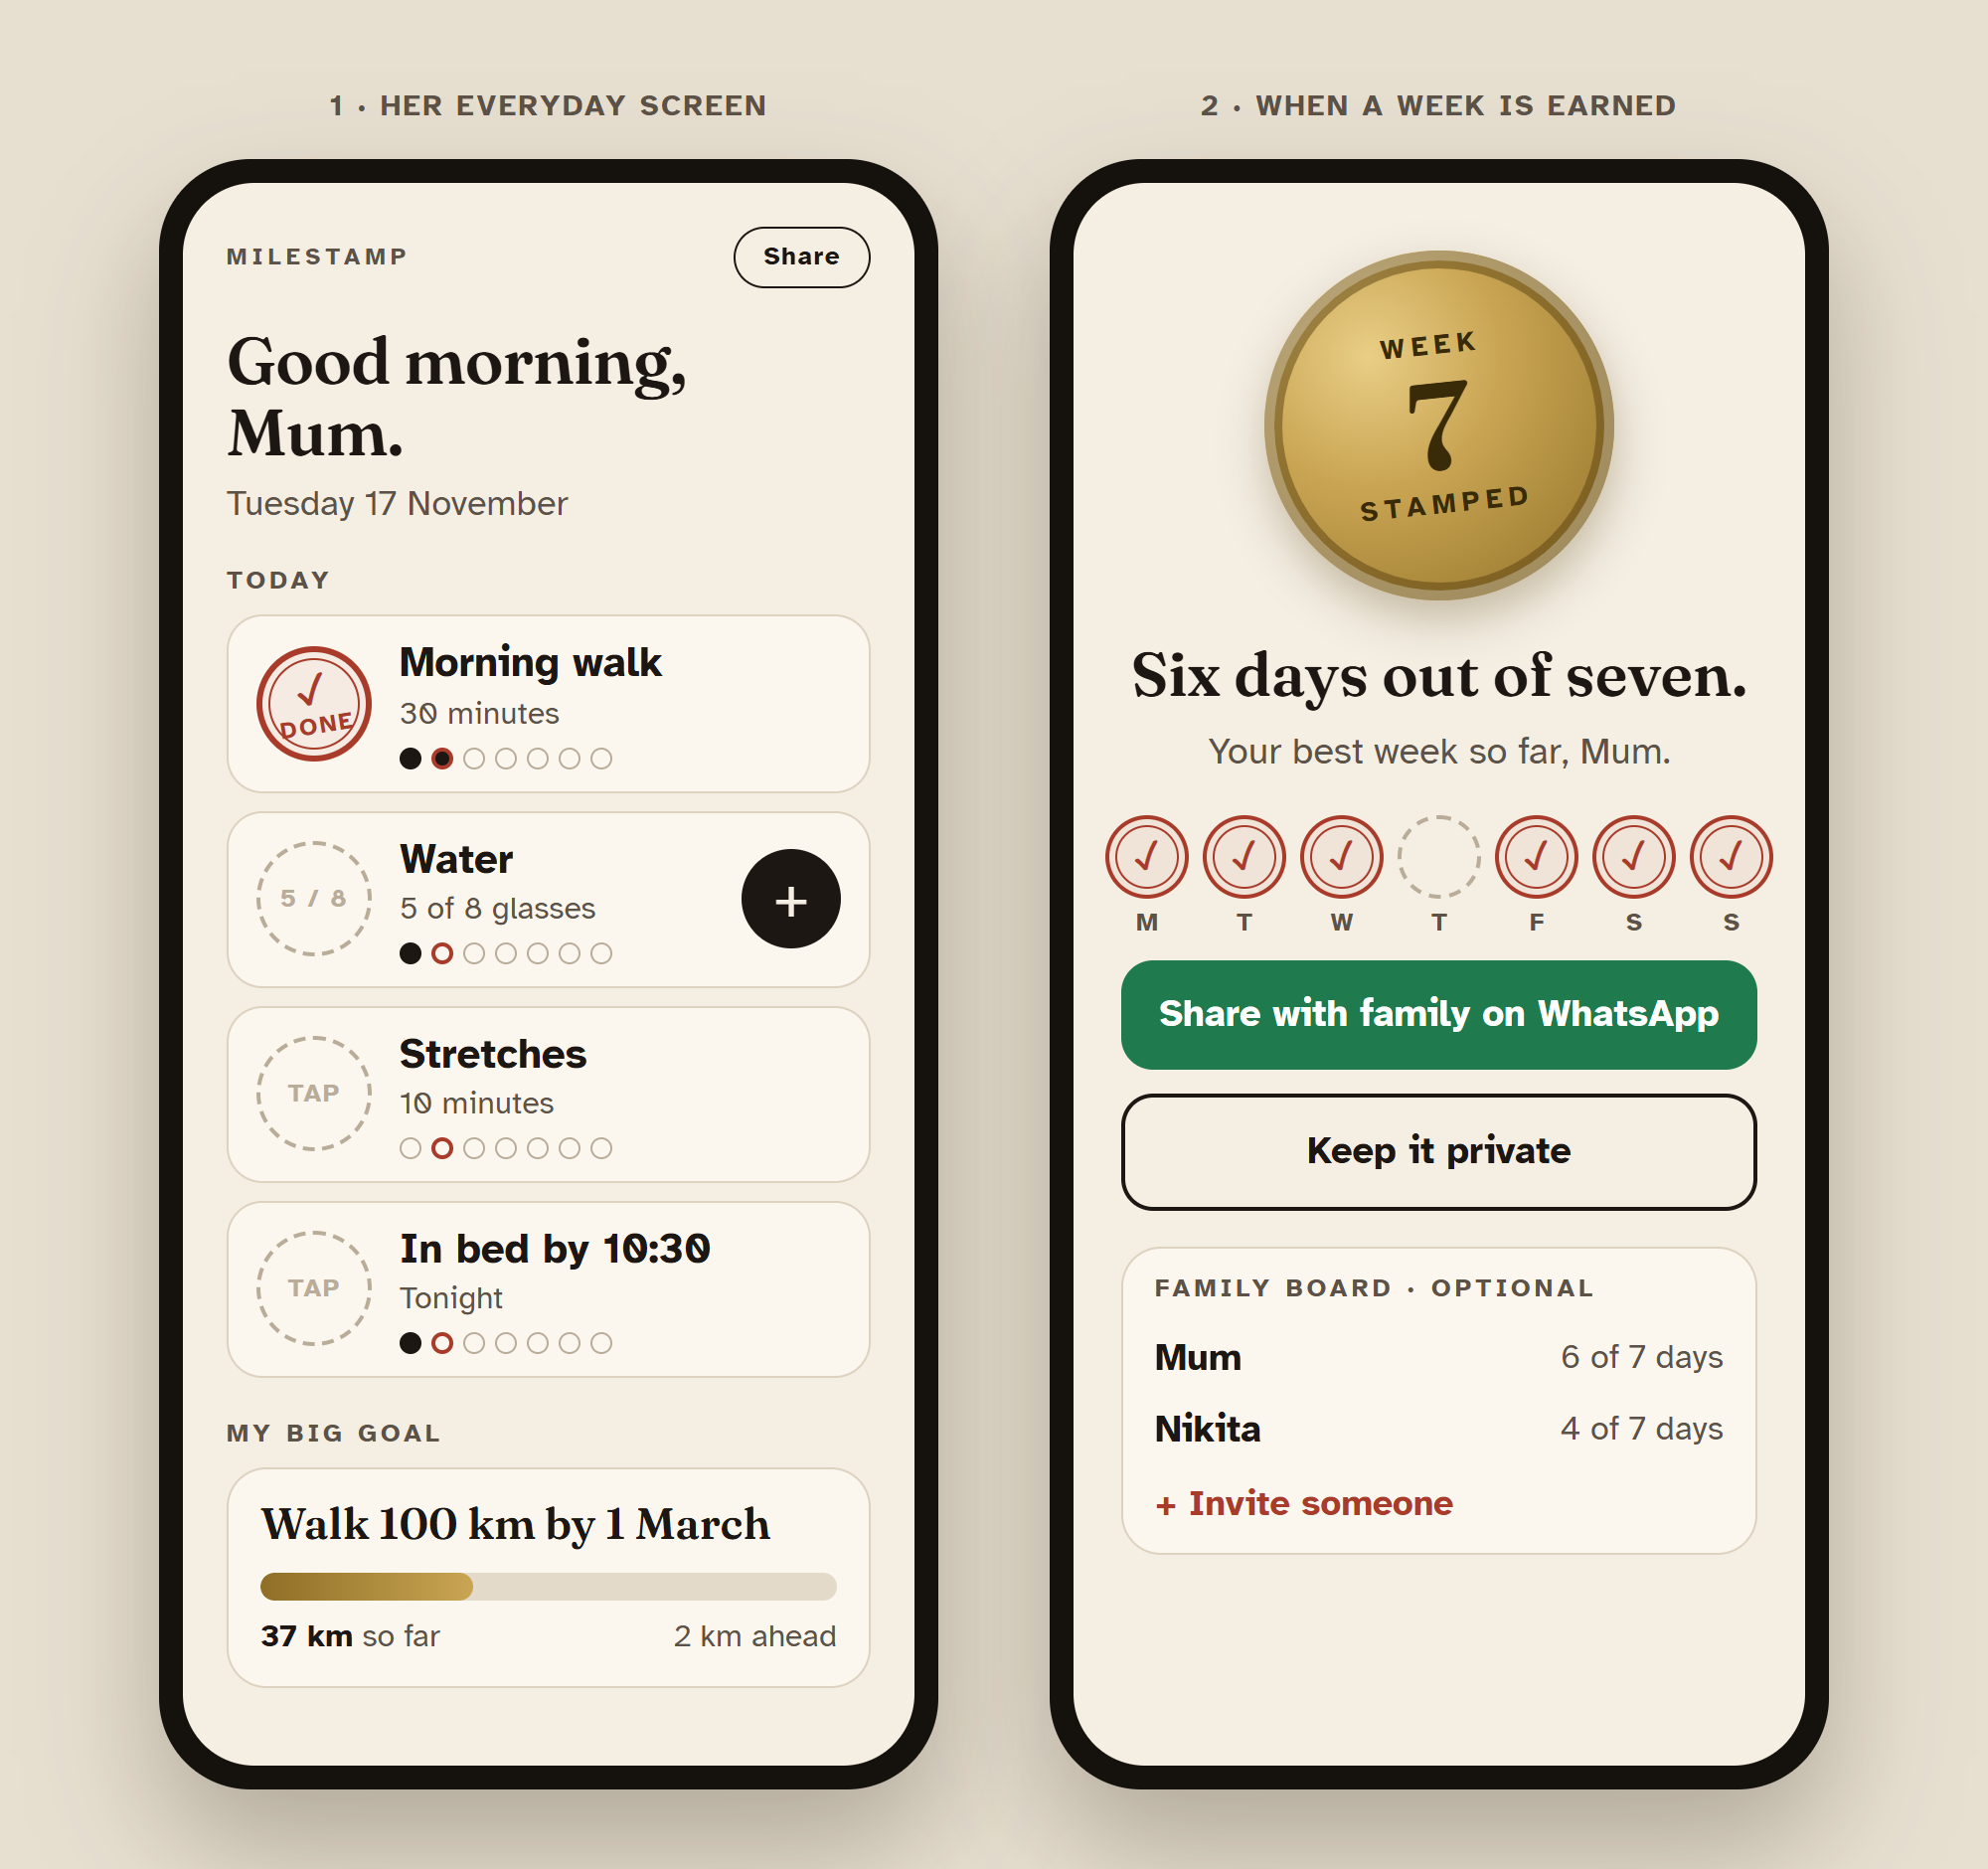 1 · HER EVERYDAY SCREEN
MILESTAMP
Share
Good morning,
Mum.
Tuesday 17 November
TODAY
DONE
Morning walk
30 minutes
5 / 8
Water
5 of 8 glasses
+
TAP
Stretches
10 minutes
TAP
In bed by 10:30
Tonight
MY BIG GOAL
Walk 100 km by 1 March
37 km so far
2 km ahead
2 · WHEN A WEEK IS EARNED
WEEK
7
STAMPED
Six days out of seven.
Your best week so far, Mum.
M T W T F S S
Share with family on WhatsApp
Keep it private
FAMILY BOARD · OPTIONAL
Mum 6 of 7 days
Nikita 4 of 7 days
+ Invite someone